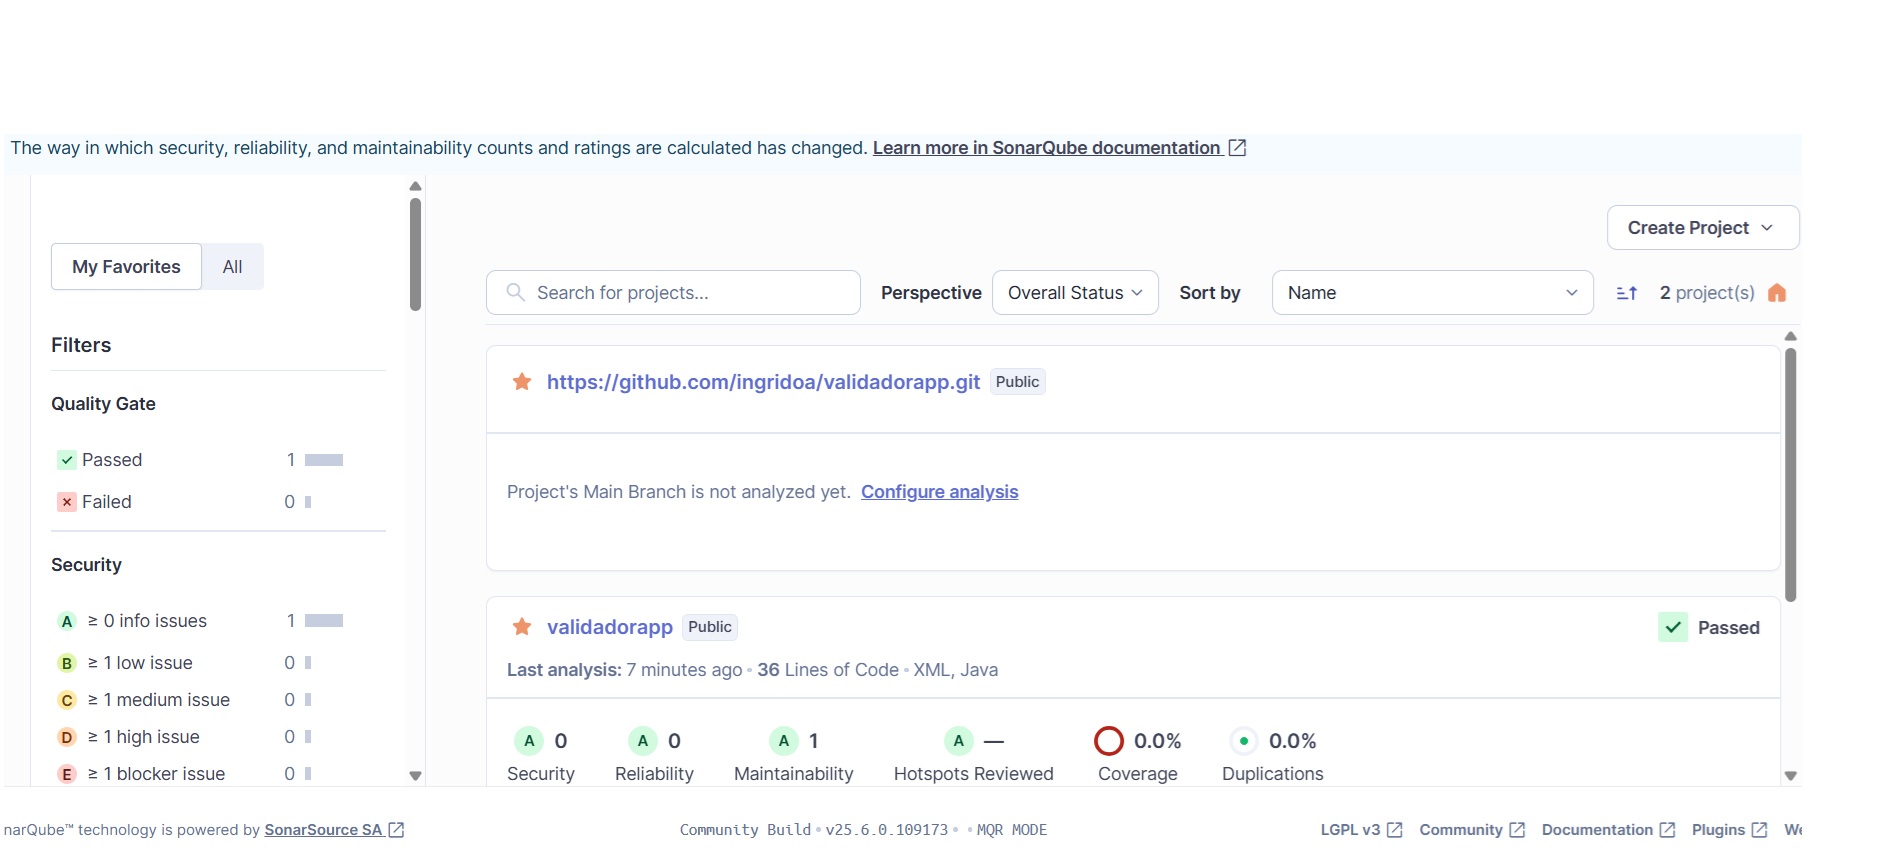 The way in which security, reliability, and maintainability counts and ratings are calculated has changed. Learn more in SonarQube documentation
My Favorites All
Filters
Quality Gate
Passed 1
Failed 0
Security
A ≥ 0 info issues 1
B ≥ 1 low issue 0
C ≥ 1 medium issue 0
D ≥ 1 high issue 0
E ≥ 1 blocker issue 0
Create Project
Search for projects... Perspective Overall Status Sort by Name 2 project(s)
https://github.com/ingridoa/validadorapp.git Public
Project's Main Branch is not analyzed yet. Configure analysis
validadorapp Public Passed
Last analysis: 7 minutes ago • 36 Lines of Code • XML, Java
A 0 A 0 A 1 A — 0.0% 0.0%
Security Reliability Maintainability Hotspots Reviewed Coverage Duplications
narQube™ technology is powered by SonarSource SA Community Build • v25.6.0.109173 • • MQR MODE LGPL v3 Community Documentation Plugins We